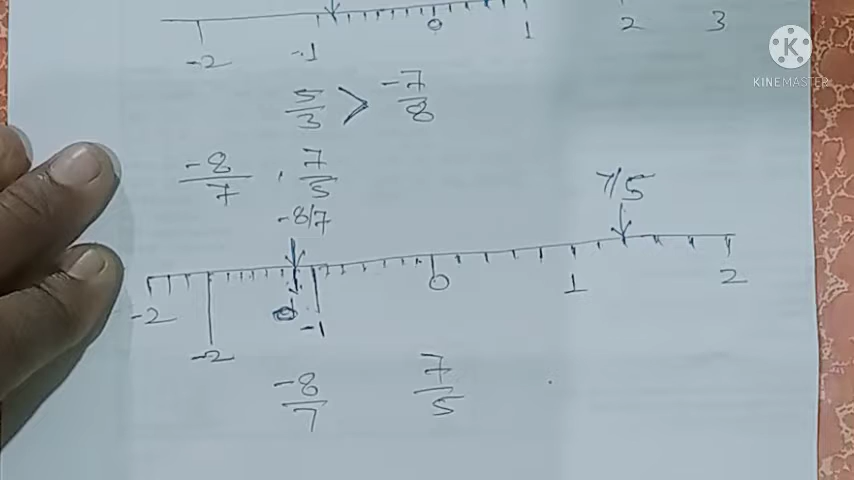 -2 -1 0 1 2 3
K
KINEMASTER
5/3 > -7/8
-8/7 , 7/5
-8/7 7/5
-2 -2 -1 0 1 2
-8/7 7/5